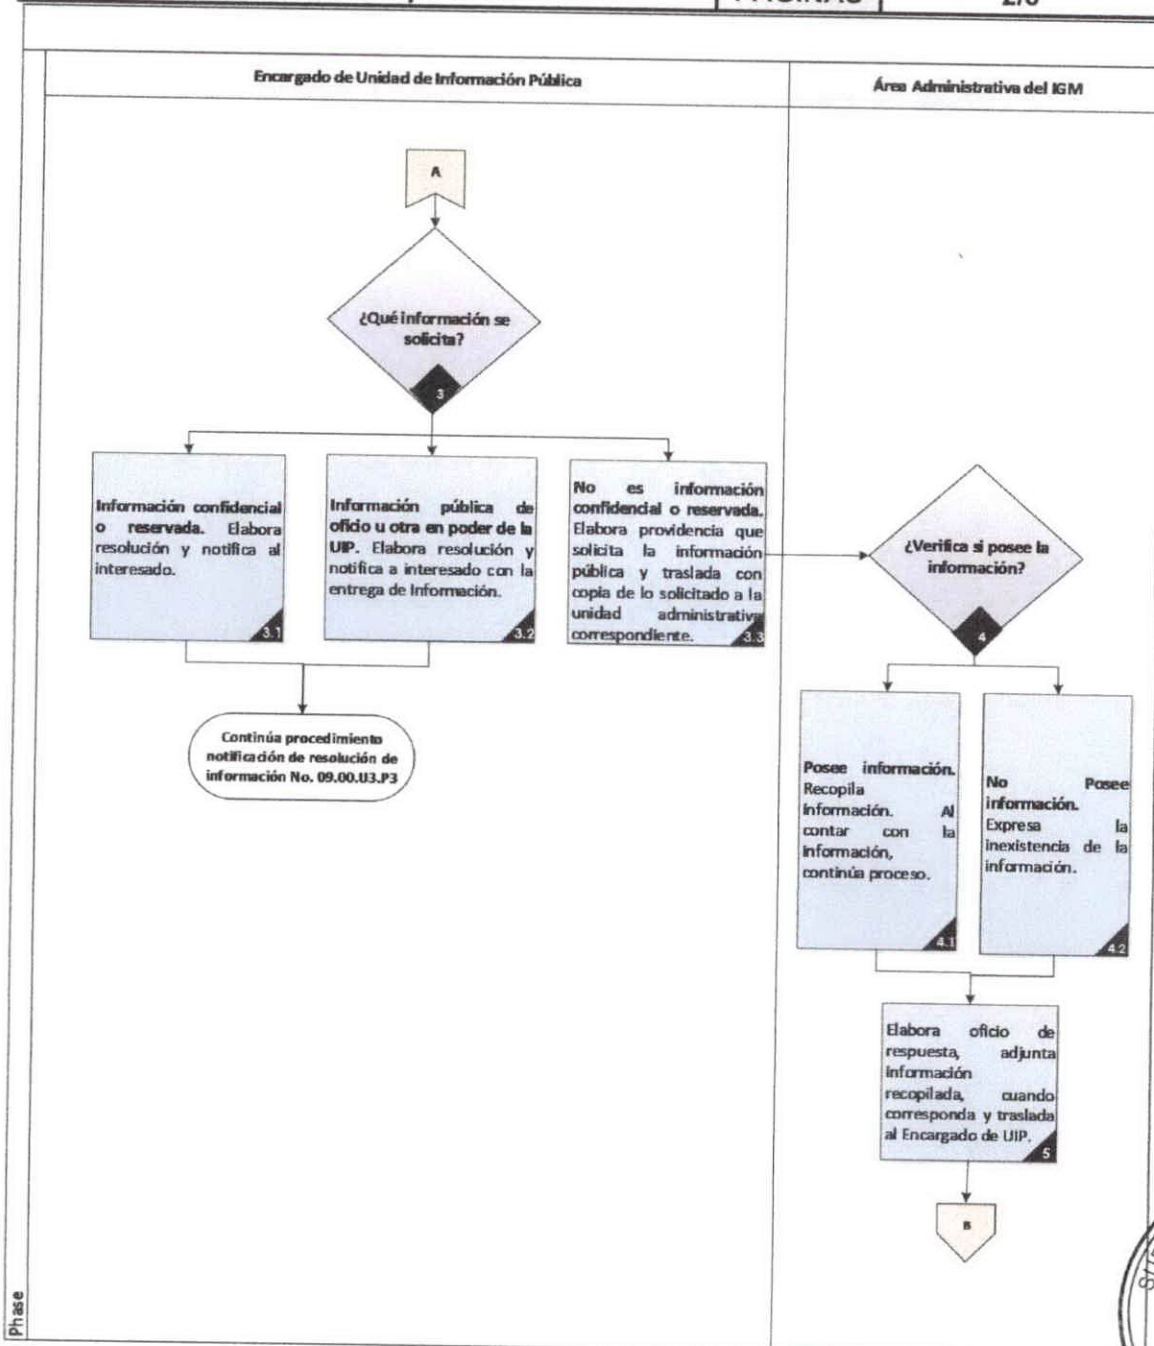 PÁGINAS
Encargado de Unidad de Información Pública
Área Administrativa del IGM
A
¿Qué información se
solicita?
3
Información confidencial
o reservada. Elabora
resolución y notifica al
interesado.
3.1
Información pública de
oficio u otra en poder de la
UIP. Elabora resolución y
notifica a interesado con la
entrega de Información.
3.2
No es información
confidencial o reservada.
Elabora providencia que
solicita la información
pública y traslada con
copia de lo solicitado a la
unidad administrativa
correspondiente.
3.3
Continúa procedimiento
notificación de resolución de
información No. 09.00.U3.P3
¿Verifica si posee la
información?
4
Posee información.
Recopila
información. Al
contar con la
información,
continúa proceso.
4.1
No Posee
información.
Expresa la
inexistencia de la
información.
4.2
Elabora oficio de
respuesta, adjunta
información
recopilada, cuando
corresponda y traslada
al Encargado de UIP.
5
B
Phase